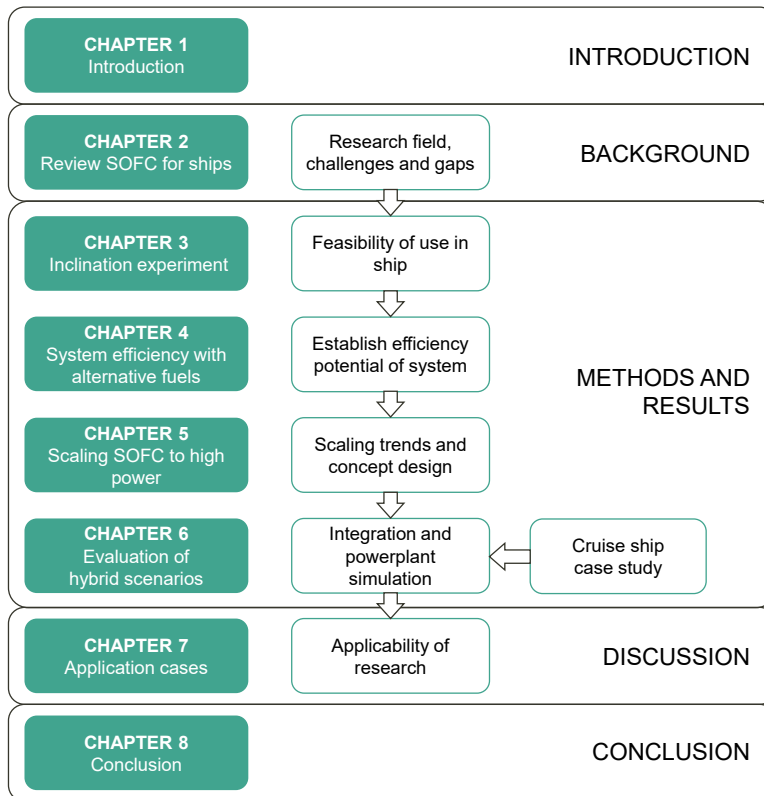 CHAPTER 1
Introduction
INTRODUCTION
CHAPTER 2
Review SOFC for ships
Research field,
challenges and gaps
BACKGROUND
CHAPTER 3
Inclination experiment
Feasibility of use in
ship
CHAPTER 4
System efficiency with
alternative fuels
Establish efficiency
potential of system
METHODS AND
RESULTS
CHAPTER 5
Scaling SOFC to high
power
Scaling trends and
concept design
CHAPTER 6
Evaluation of
hybrid scenarios
Integration and
powerplant
simulation
Cruise ship
case study
CHAPTER 7
Application cases
Applicability of
research
DISCUSSION
CHAPTER 8
Conclusion
CONCLUSION